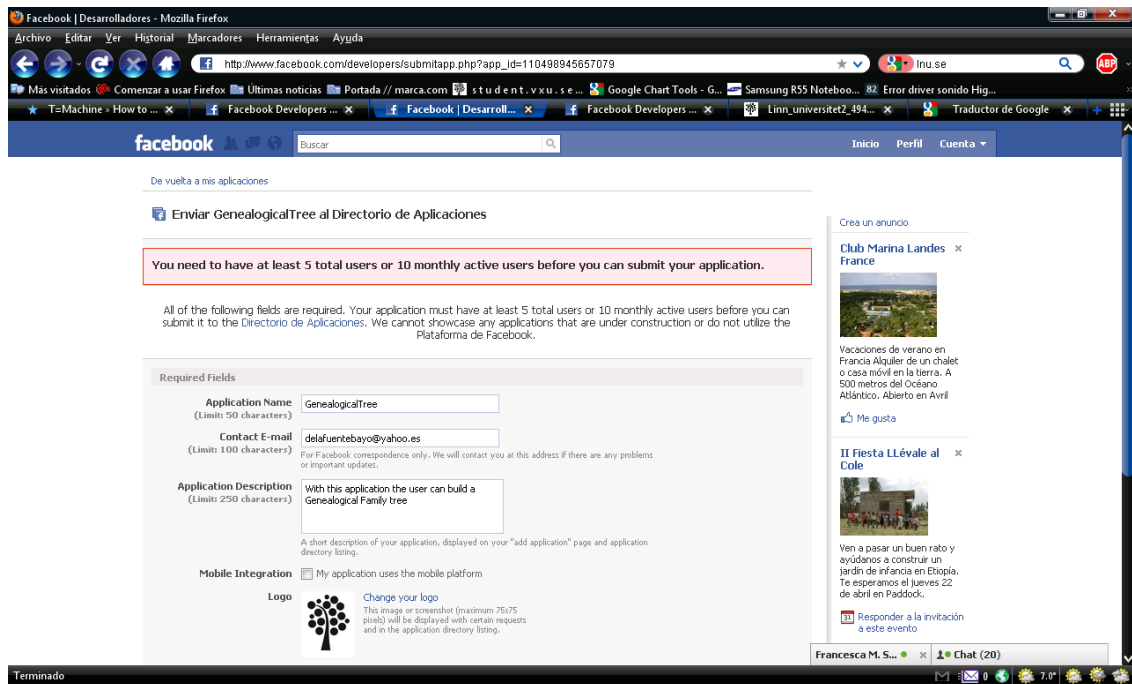 Facebook | Desarrolladores - Mozilla Firefox
Archivo Editar Ver Historial Marcadores Herramientas Ayuda
http://www.facebook.com/developers/submitapp.php?app_id=110498945657079
lnu.se
ABP
Más visitados Comenzar a usar Firefox Últimas noticias Portada // marca.com s t u d e n t . v x u . s e ... Google Chart Tools - G... Samsung R55 Noteboo... 82 Error driver sonido Hig...
T=Machine » How to ... Facebook Developers ... Facebook | Desarroll... Facebook Developers ... Linn_universitet2_494... Traductor de Google
facebook
Buscar
Inicio Perfil Cuenta
De vuelta a mis aplicaciones
Enviar GenealogicalTree al Directorio de Aplicaciones
You need to have at least 5 total users or 10 monthly active users before you can submit your application.
All of the following fields are required. Your application must have at least 5 total users or 10 monthly active users before you can
submit it to the Directorio de Aplicaciones. We cannot showcase any applications that are under construction or do not utilize the
Plataforma de Facebook.
Required Fields
Application Name
(Limit: 50 characters)
GenealogicalTree
Contact E-mail
(Limit: 100 characters)
delafuentebayo@yahoo.es
For Facebook correspondence only. We will contact you at this address if there are any problems
or important updates.
Application Description
(Limit: 250 characters)
With this application the user can build a
Genealogical Family tree
A short description of your application, displayed on your "add application" page and application
directory listing.
Mobile Integration
My application uses the mobile platform
Logo
Change your logo
This image or screenshot (maximum 75x75
pixels) will be displayed with certain requests
and in the application directory listing.
Crea un anuncio
Club Marina Landes
France
Vacaciones de verano en
Francia Alquiler de un chalet
o casa móvil en la tierra. A
500 metros del Océano
Atlántico. Abierto en Avril
Me gusta
II Fiesta LLévale al
Cole
Ven a pasar un buen rato y
ayúdanos a construir un
jardín de infancia en Etiopía.
Te esperamos el jueves 22
de abril en Paddock.
31 Responder a la invitación
a este evento
Francesca M. S... Chat (20)
Terminado
0 7.0°